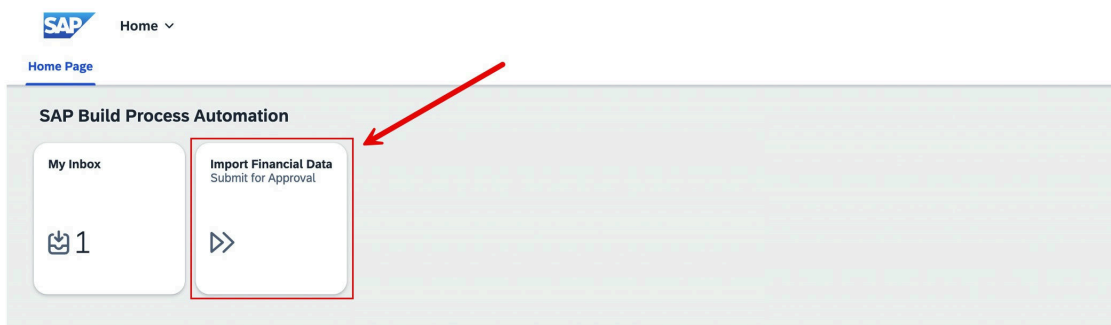 SAP Home
Home Page
SAP Build Process Automation
My Inbox
1
Import Financial Data
Submit for Approval